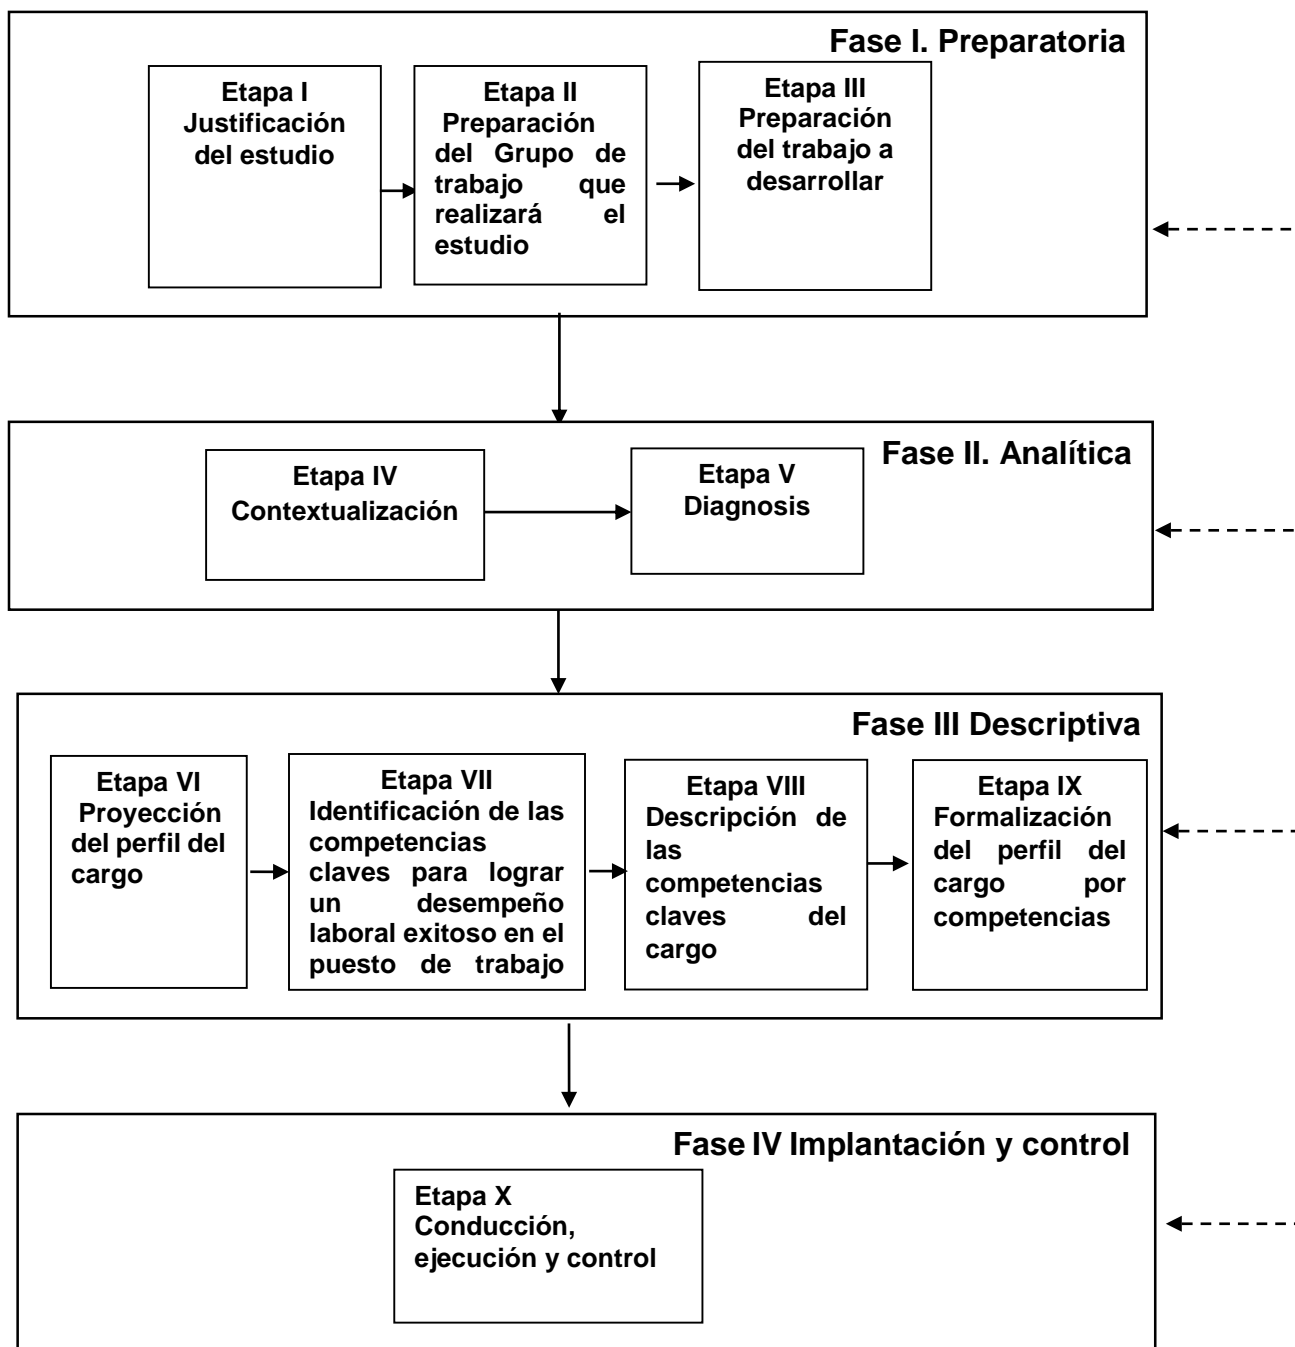 Fase I. Preparatoria
Etapa I
Justificación
del estudio
Etapa II
Preparación
del Grupo de
trabajo que
realizará el
estudio
Etapa III
Preparación
del trabajo a
desarrollar
Fase II. Analítica
Etapa IV
Contextualización
Etapa V
Diagnosis
Fase III Descriptiva
Etapa VI
Proyección
del perfil del
cargo
Etapa VII
Identificación de las
competencias
claves para lograr
un desempeño
laboral exitoso en el
puesto de trabajo
Etapa VIII
Descripción de
las
competencias
claves del
cargo
Etapa IX
Formalización
del perfil del
cargo por
competencias
Fase IV Implantación y control
Etapa X
Conducción,
ejecución y control